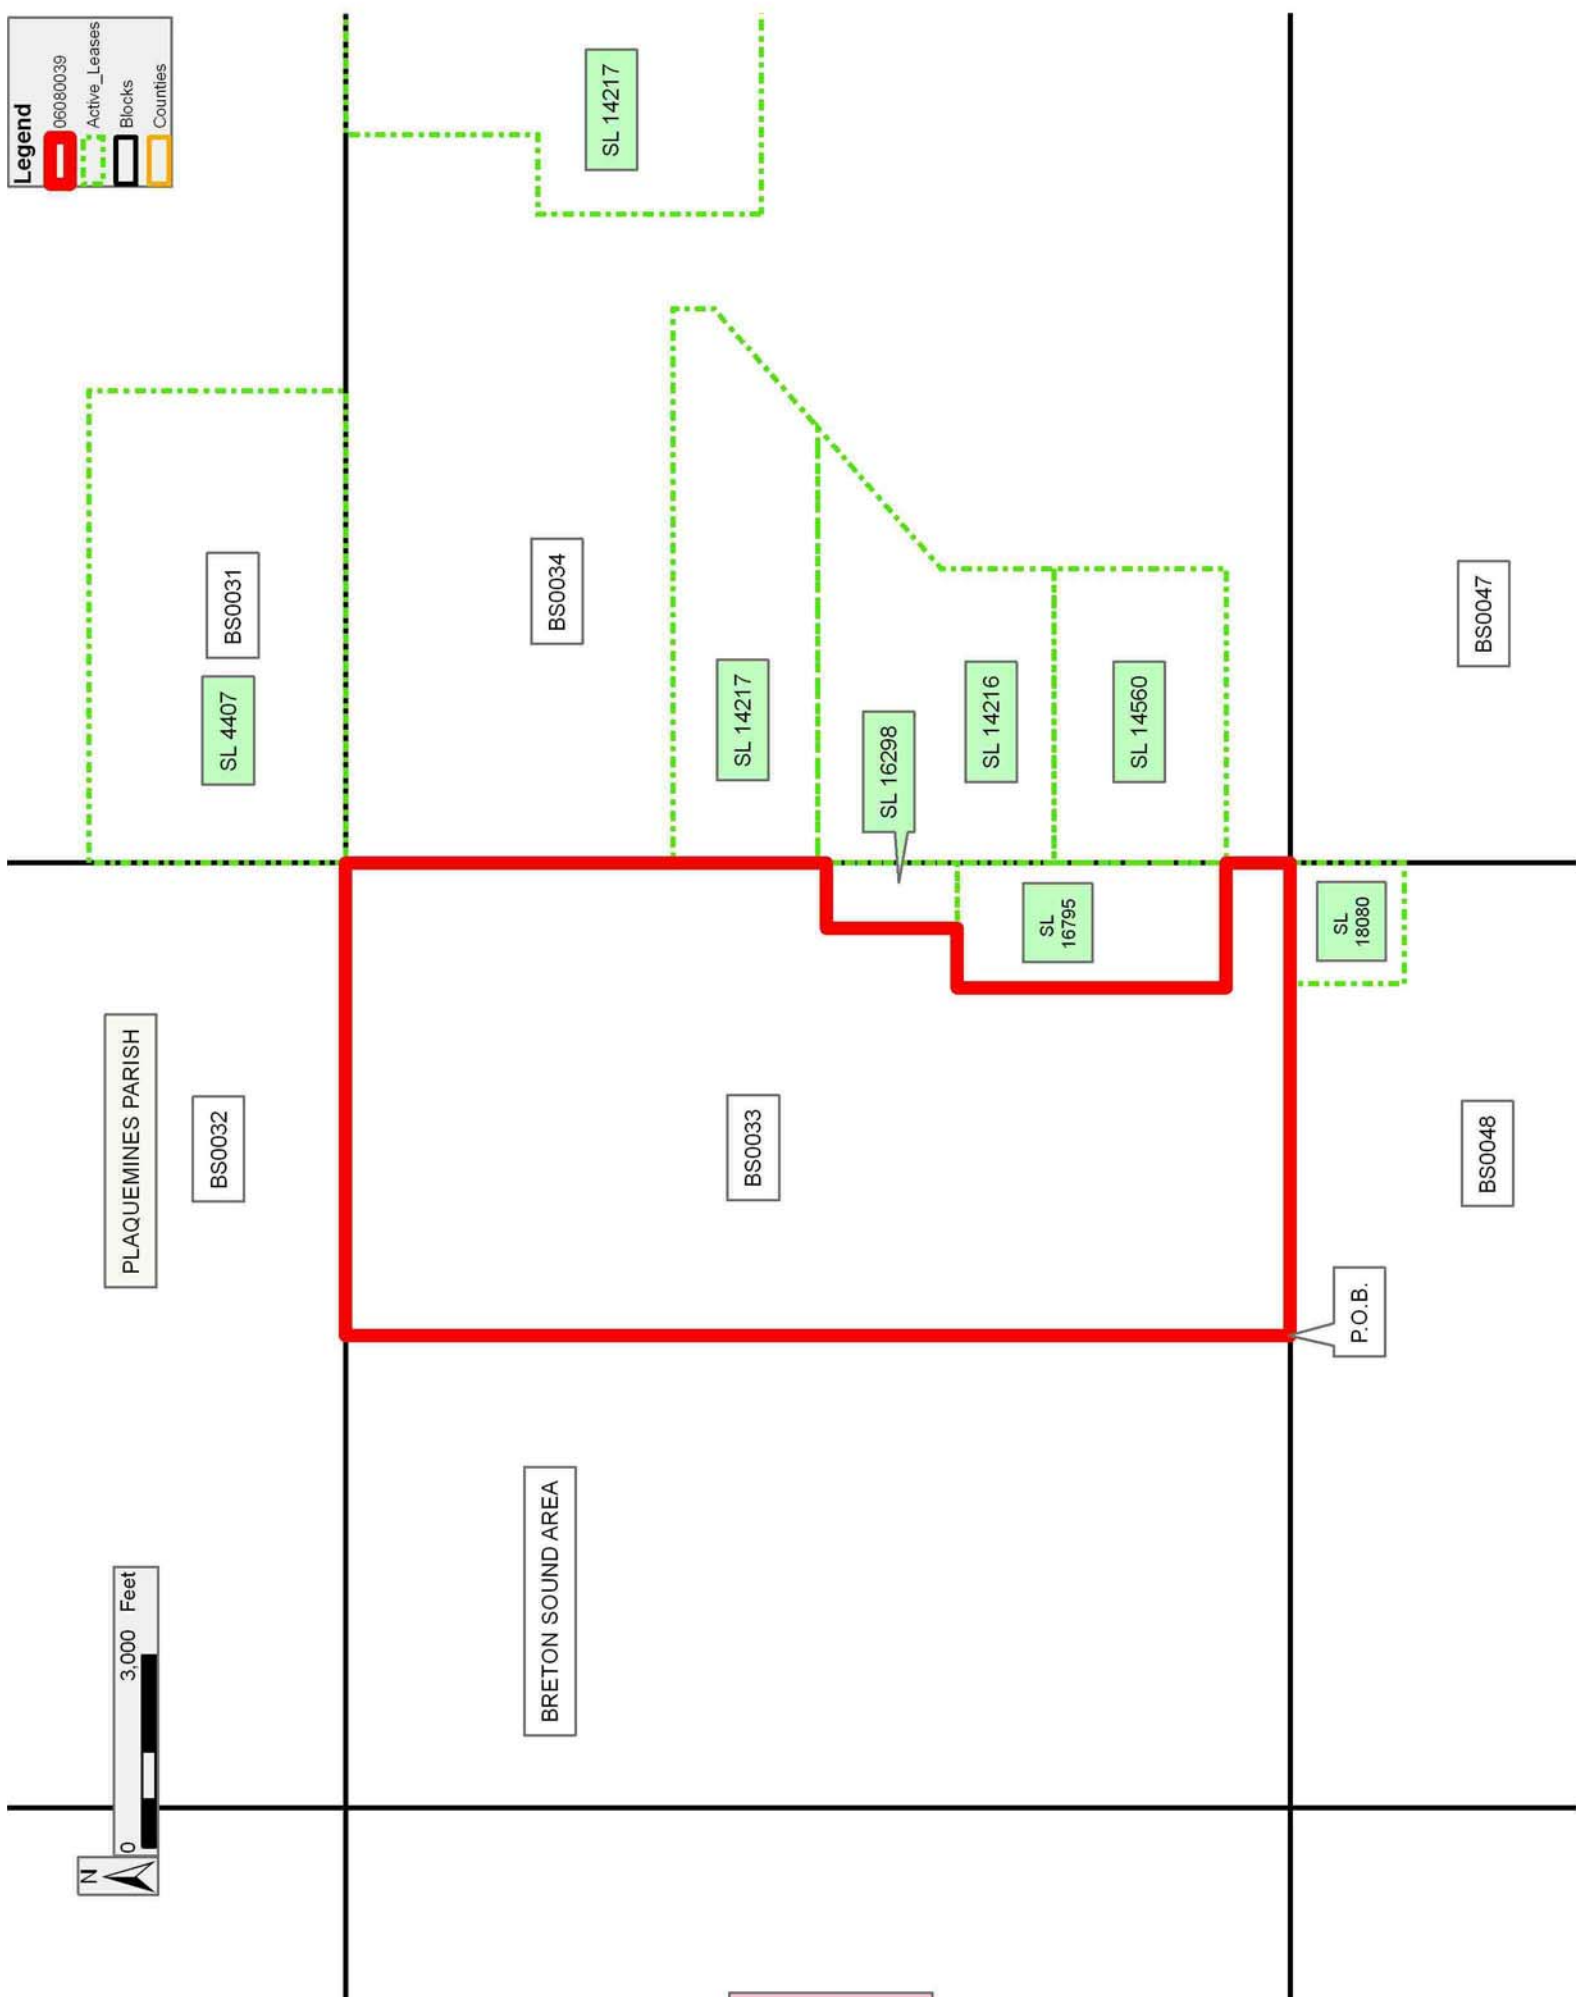 Legend
06080039
Active_Leases
Blocks
Counties
N
0
3,000
Feet
PLAQUEMINES PARISH
BS0032
SL 4407
BS0031
BRETON SOUND AREA
BS0034
SL 14217
BS0033
SL 14217
SL 16298
SL 14216
SL
16795
SL 14560
SL
18080
P.O.B.
BS0048
BS0047